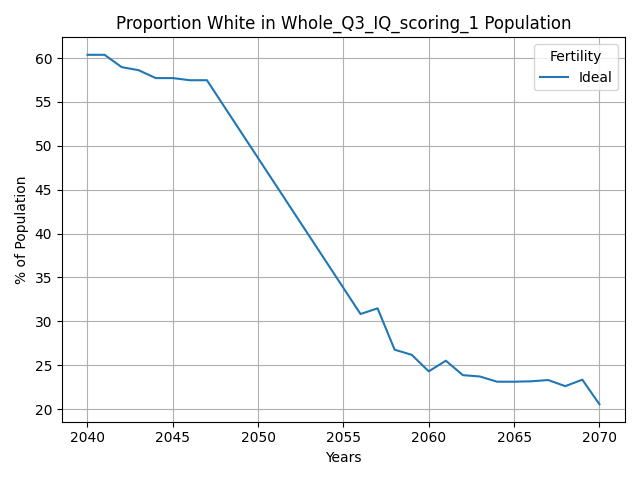 Proportion White in Whole_Q3_IQ_scoring_1 Population
Fertility
Ideal
% of Population
60
55
50
45
40
35
30
25
20
2040 2045 2050 2055 2060 2065 2070
Years